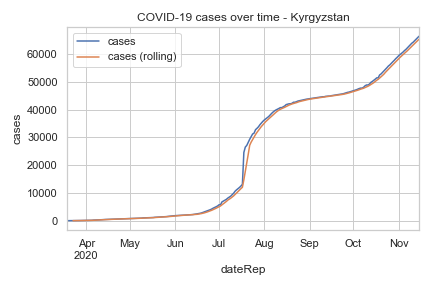 COVID-19 cases over time - Kyrgyzstan
cases
cases (rolling)
60000
50000
40000
30000
20000
10000
0
cases
Apr
2020
May
Jun
Jul
Aug
Sep
Oct
Nov
dateRep